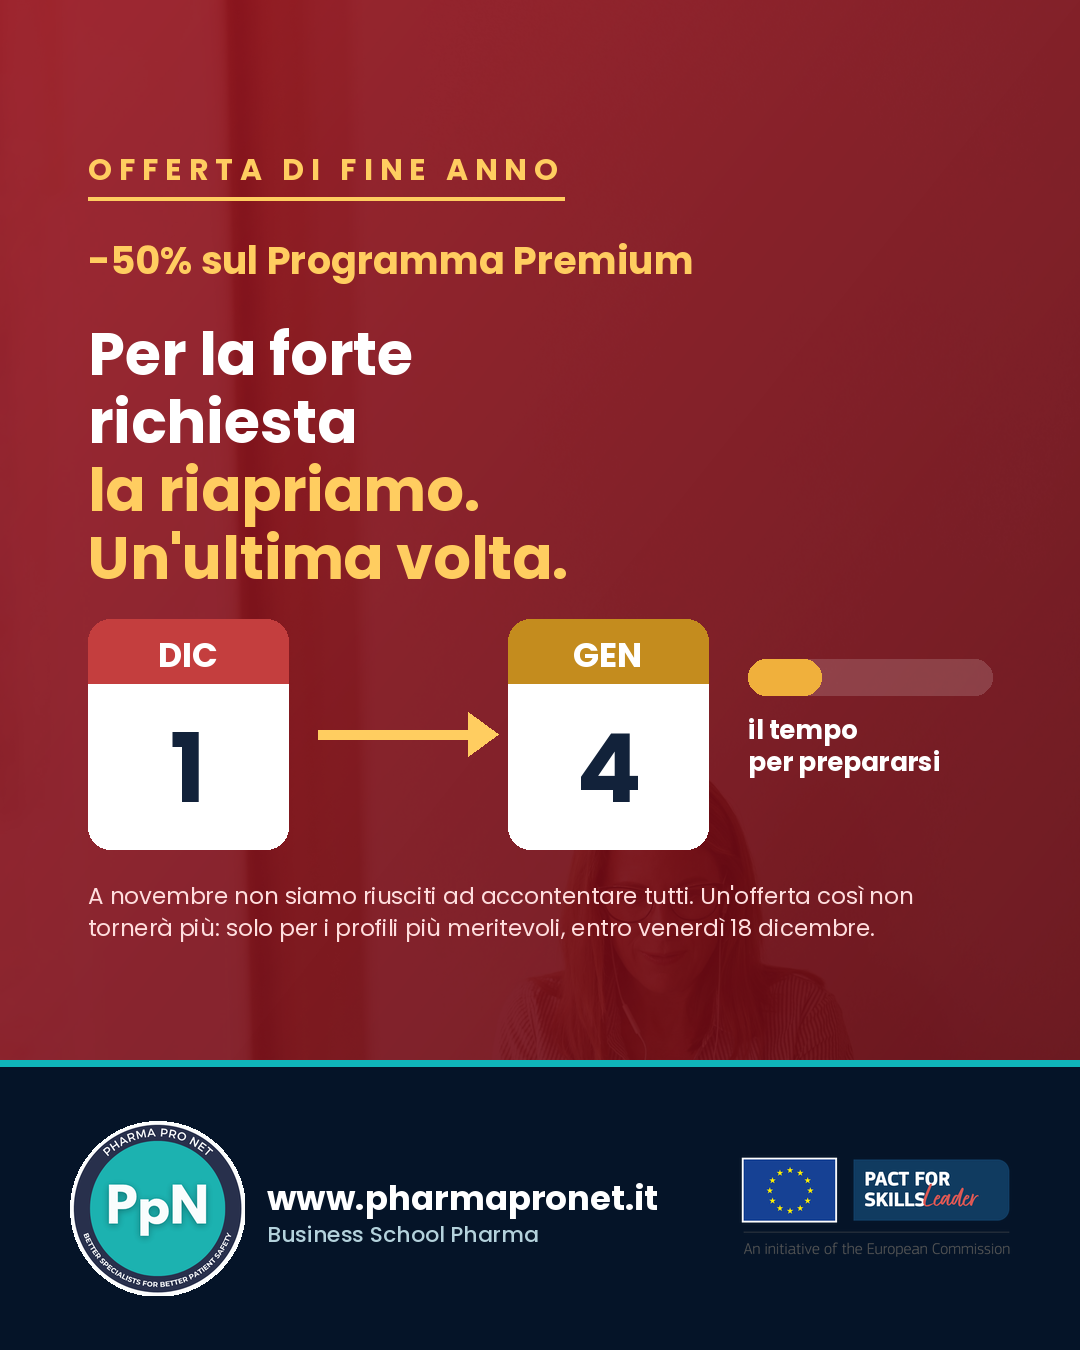 OFFERTA DI FINE ANNO
-50% sul Programma Premium
Per la forte
richiesta
la riapriamo.
Un'ultima volta.
DIC
1
GEN
4
il tempo
per prepararsi
A novembre non siamo riusciti ad accontentare tutti. Un'offerta così non
tornerà più: solo per i profili più meritevoli, entro venerdì 18 dicembre.
PHARMA PRO NET
PpN
BETTER SPECIALISTS FOR BETTER PATIENT SAFETY
www.pharmapronet.it
Business School Pharma
PACT FOR
SKILLS Leader
An initiative of the European Commission